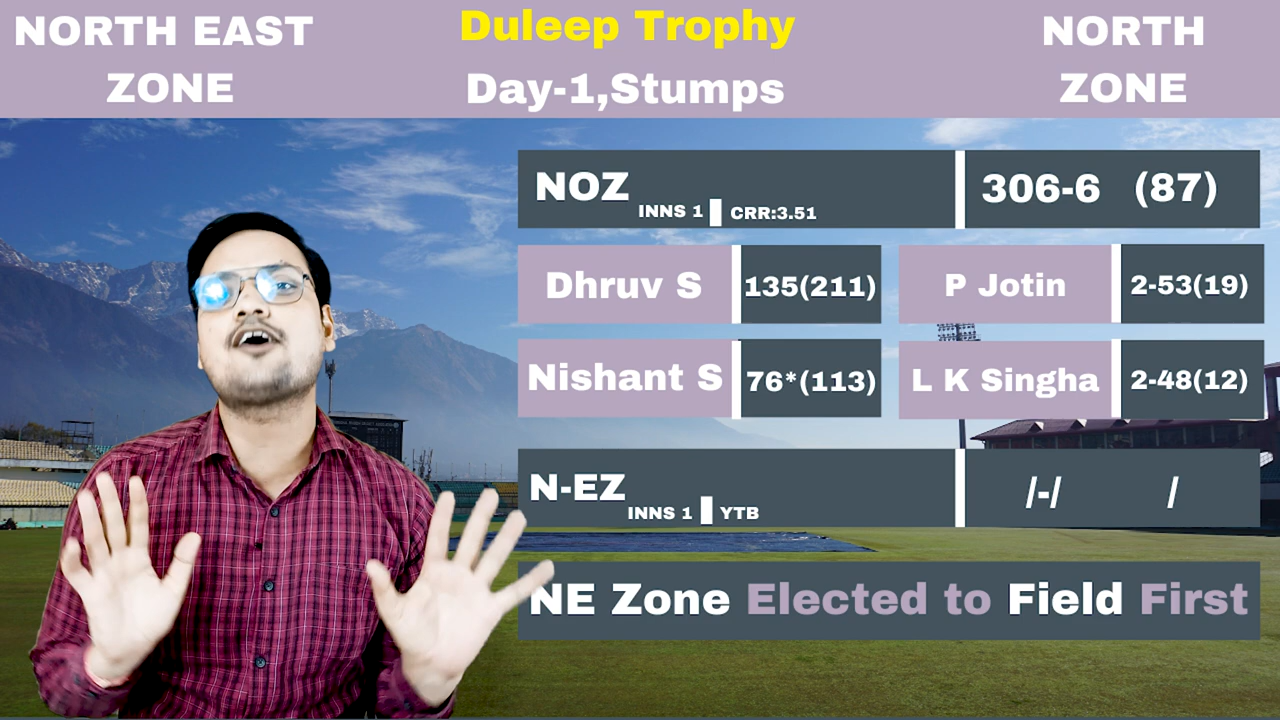 NORTH EAST
ZONE
Duleep Trophy
Day-1,Stumps
NORTH
ZONE
NOZ INNS 1 CRR:3.51 306-6 (87)
Dhruv S 135(211) P Jotin 2-53(19)
Nishant S 76*(113) L K Singha 2-48(12)
N-EZ INNS 1 YTB /-/ /
NE Zone Elected to Field First